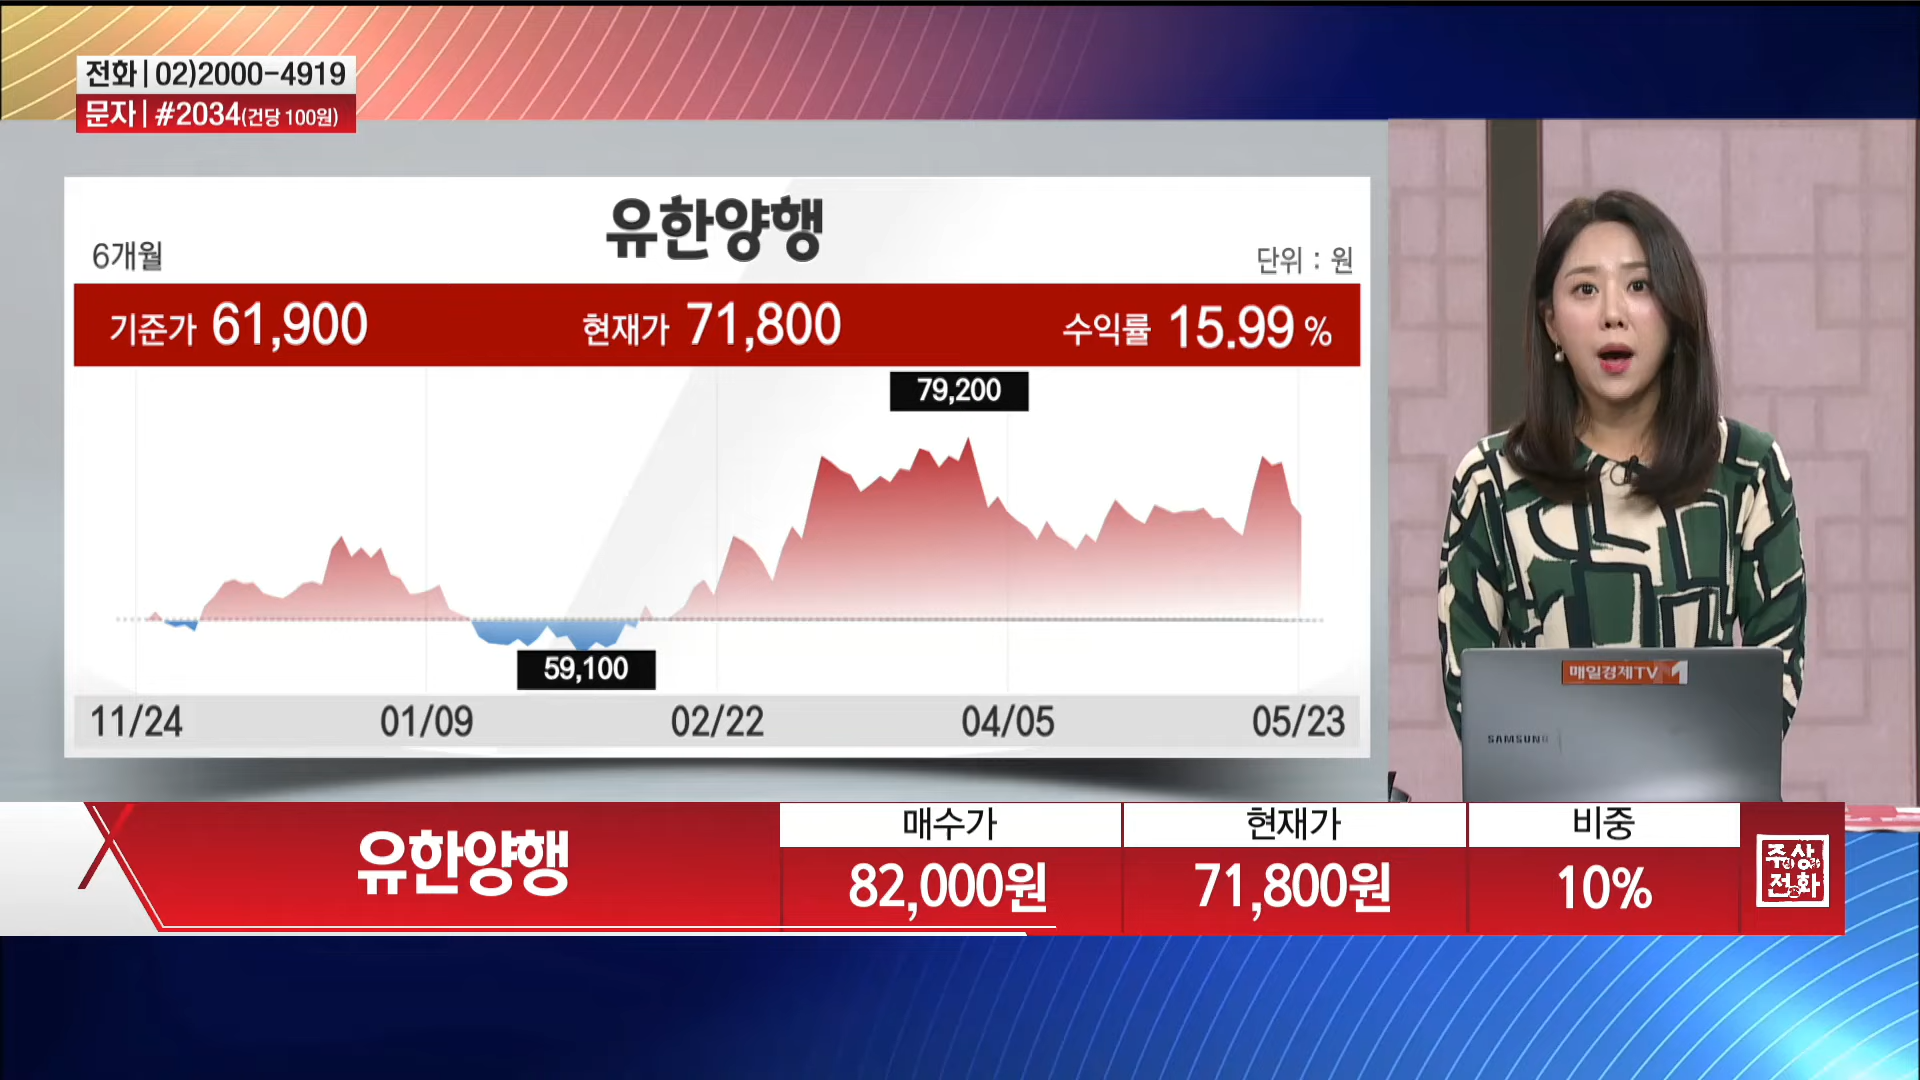 전화 | 02)2000-4919
문자 | #2034(건당 100원)
유한양행
6개월
단위 : 원
기준가 61,900
현재가 71,800
수익률 15.99 %
79,200
59,100
11/24
01/09
02/22
04/05
05/23
매일경제TV
SAMSUNG
유한양행
매수가
현재가
비중
82,000원
71,800원
10%
주상
전화